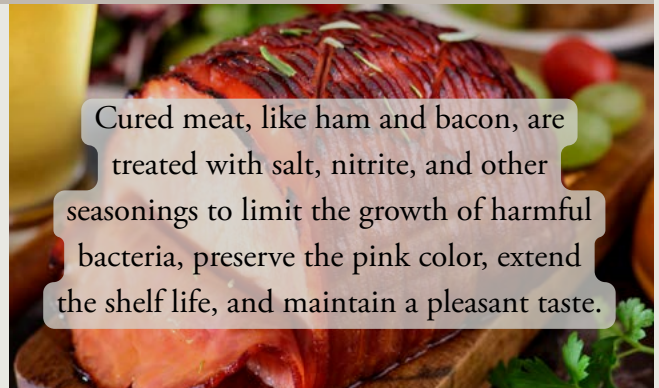 Cured meat, like ham and bacon, are
treated with salt, nitrite, and other
seasonings to limit the growth of harmful
bacteria, preserve the pink color, extend
the shelf life, and maintain a pleasant taste.